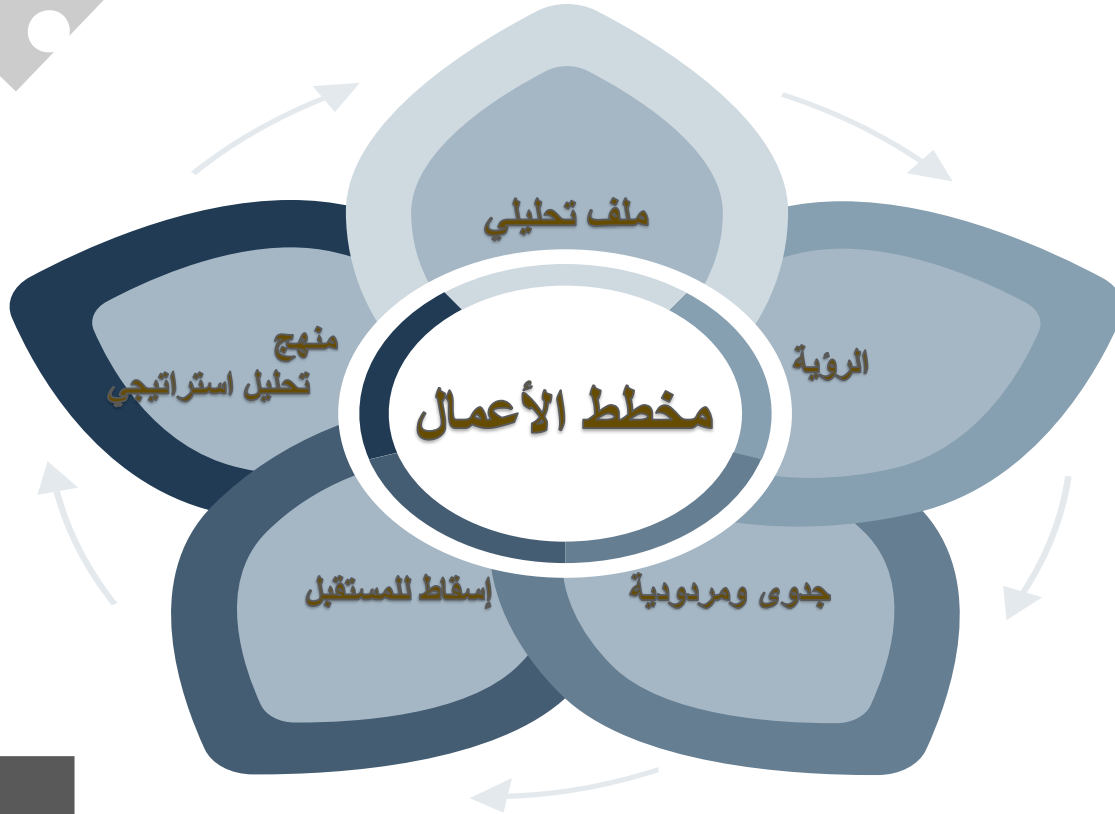 ملف تحليلي
منهج
تحليل استراتيجي
الرؤية
مخطط الأعمال
إسقاط للمستقبل
جدوى ومردودية